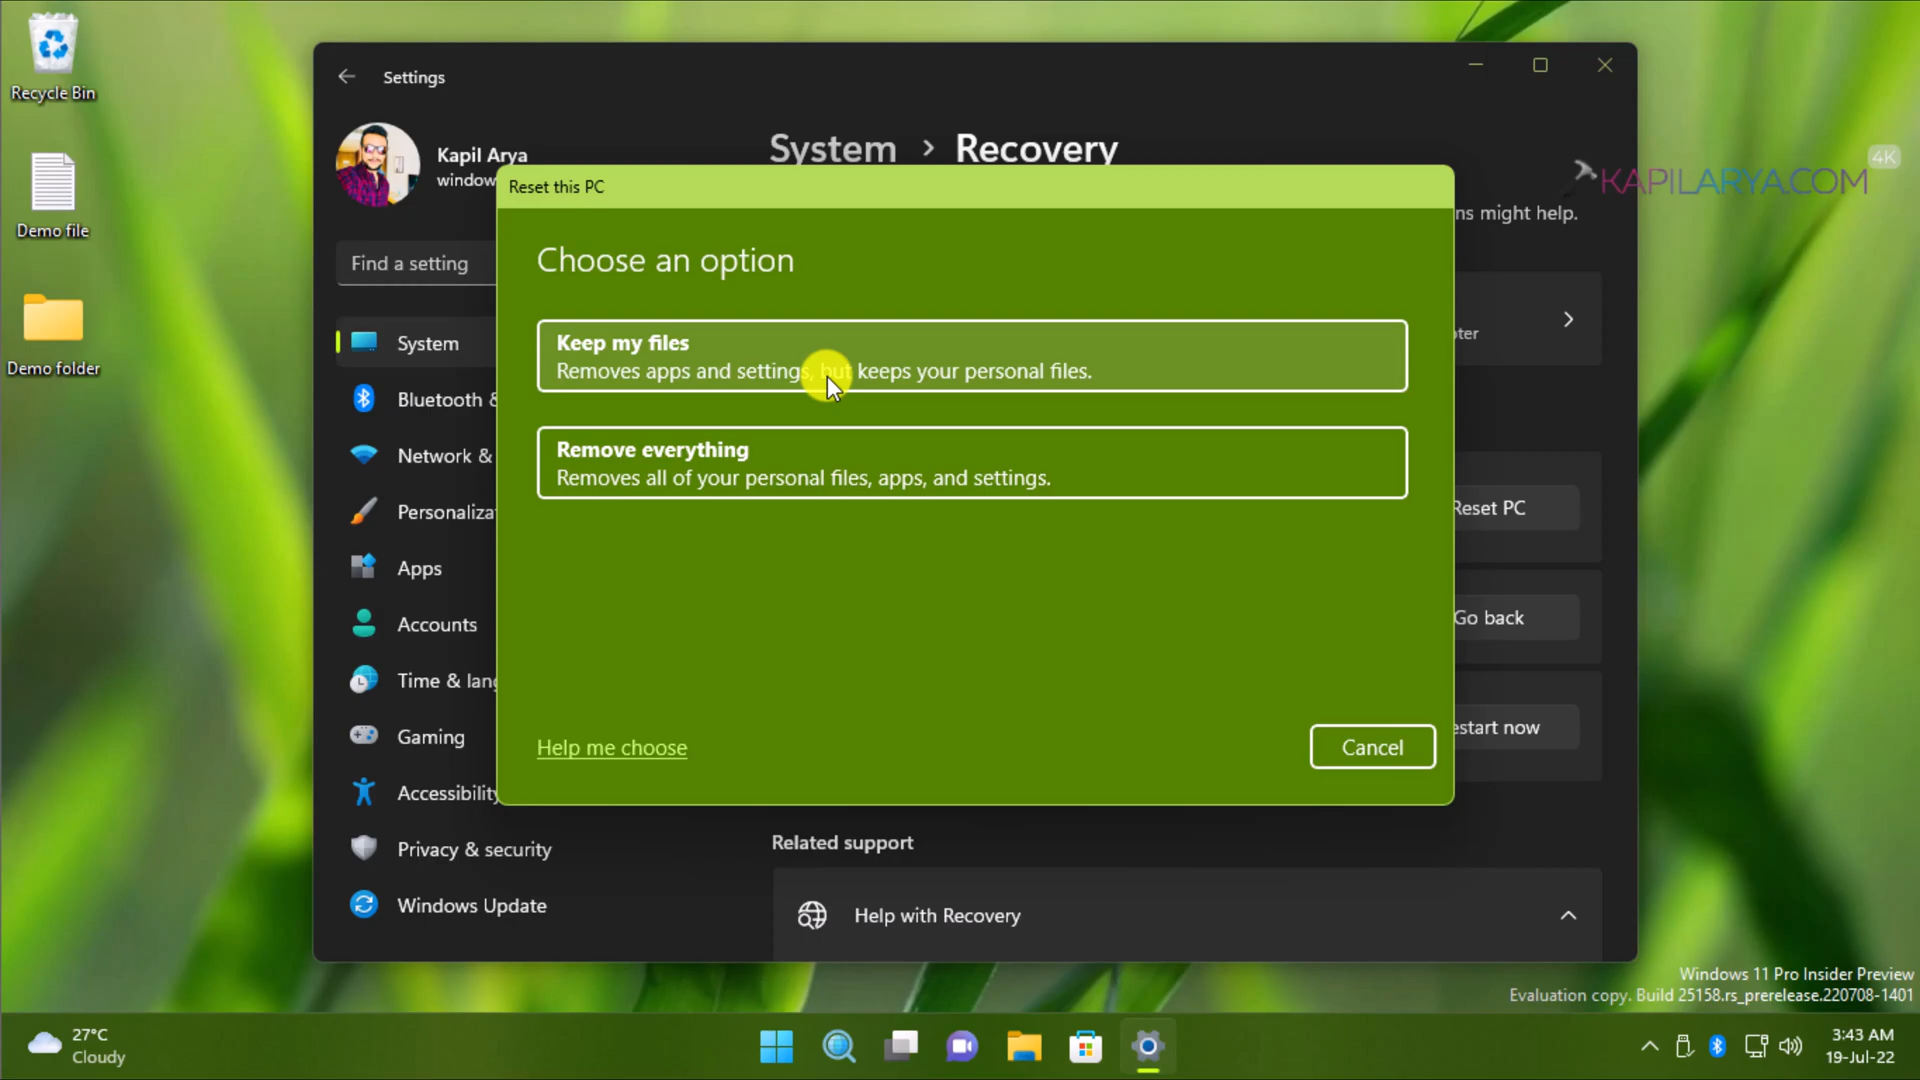 Recycle Bin
Demo file
Demo folder
Settings
Kapil Arya
window
Find a setting
System
Bluetooth &
Network &
Personaliza
Apps
Accounts
Time & lang
Gaming
Accessibility
Privacy & security
Windows Update
System > Recovery
4K
KAPILARYA.COM
ns might help.
Reset this PC
Choose an option
Keep my files
Removes apps and settings, but keeps your personal files.
Remove everything
Removes all of your personal files, apps, and settings.
Help me choose
Cancel
Reset PC
Go back
estart now
Related support
Help with Recovery
Windows 11 Pro Insider Preview
Evaluation copy. Build 25158.rs_prerelease.220708-1401
27°C
Cloudy
3:43 AM
19-Jul-22